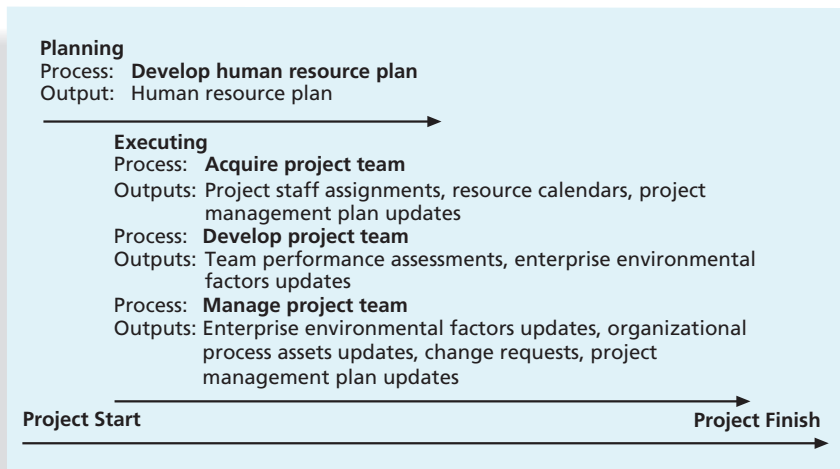 Planning
Process: Develop human resource plan
Output: Human resource plan
Executing
Process: Acquire project team
Outputs: Project staff assignments, resource calendars, project
management plan updates
Process: Develop project team
Outputs: Team performance assessments, enterprise environmental
factors updates
Process: Manage project team
Outputs: Enterprise environmental factors updates, organizational
process assets updates, change requests, project
management plan updates
Project Start Project Finish